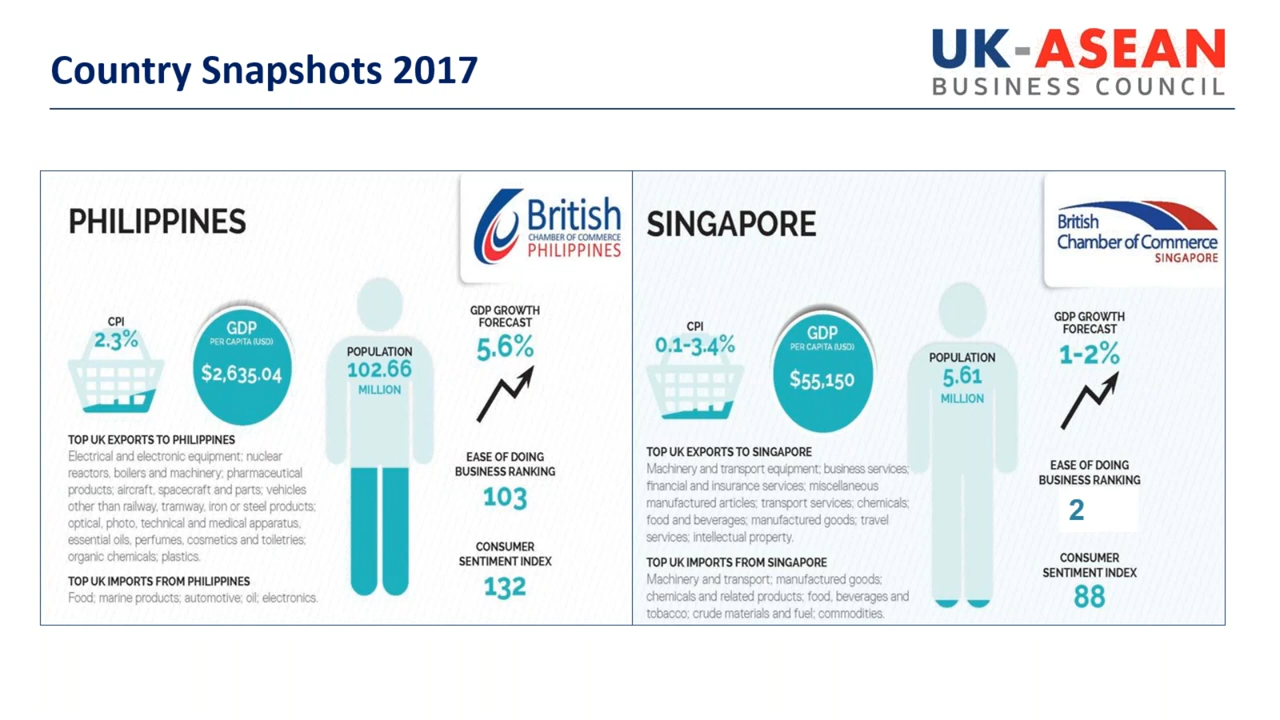 Country Snapshots 2017
UK-ASEAN
BUSINESS COUNCIL
PHILIPPINES
British
CHAMBER OF COMMERCE
PHILIPPINES
CPI
2.3%
GDP
PER CAPITA (USD)
$2,635.04
POPULATION
102.66
MILLION
GDP GROWTH
FORECAST
5.6%
EASE OF DOING
BUSINESS RANKING
103
CONSUMER
SENTIMENT INDEX
132
TOP UK EXPORTS TO PHILIPPINES
Electrical and electronic equipment; nuclear
reactors, boilers and machinery; pharmaceutical
products; aircraft, spacecraft and parts; vehicles
other than railway, tramway, iron or steel products;
optical, photo, technical and medical apparatus,
essential oils, perfumes, cosmetics and toiletries;
organic chemicals; plastics.
TOP UK IMPORTS FROM PHILIPPINES
Food; marine products; automotive; oil; electronics.
SINGAPORE
British
Chamber of Commerce
SINGAPORE
CPI
0.1-3.4%
GDP
PER CAPITA (USD)
$55,150
POPULATION
5.61
MILLION
GDP GROWTH
FORECAST
1-2%
EASE OF DOING
BUSINESS RANKING
2
CONSUMER
SENTIMENT INDEX
88
TOP UK EXPORTS TO SINGAPORE
Machinery and transport equipment; business services;
financial and insurance services; miscellaneous
manufactured articles; transport services; chemicals;
food and beverages; manufactured goods; travel
services; intellectual property.
TOP UK IMPORTS FROM SINGAPORE
Machinery and transport; manufactured goods;
chemicals and related products; food, beverages and
tobacco; crude materials and fuel; commodities.